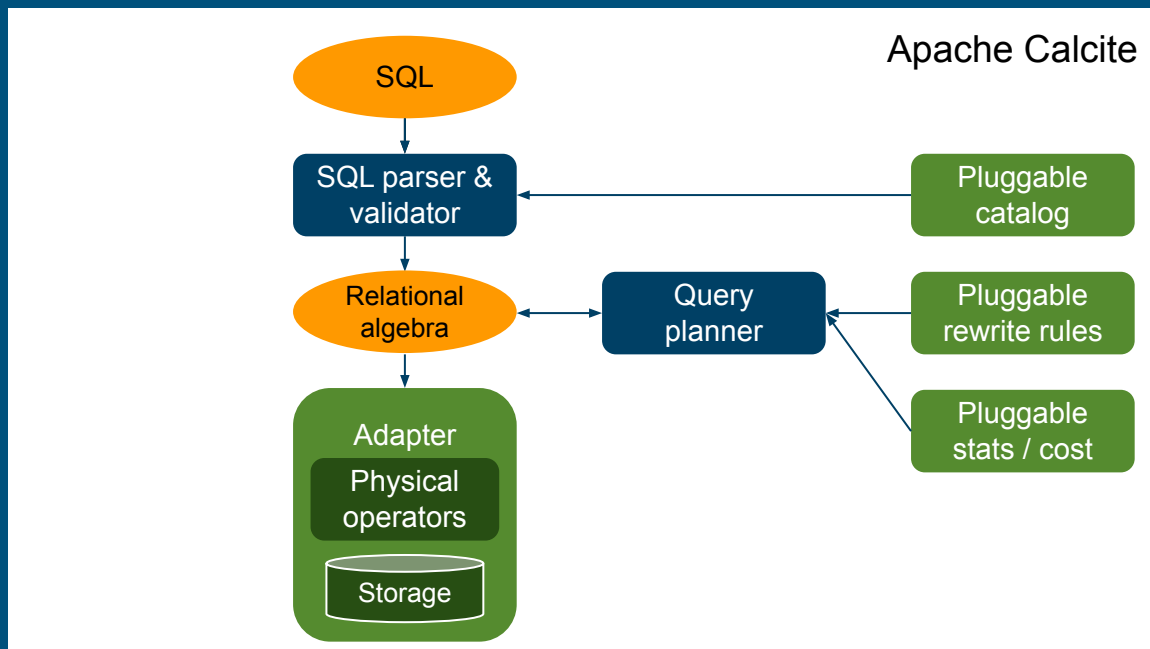 Apache Calcite
SQL
SQL parser &
validator
Pluggable
catalog
Relational
algebra
Query
planner
Pluggable
rewrite rules
Pluggable
stats / cost
Adapter
Physical
operators
Storage